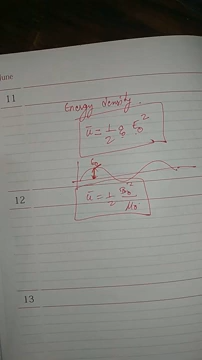 June
11
Energy density.
ū = 1/2 ε₀ E₀²
E₀
12
ū = 1/2 B₀²/μ₀
13